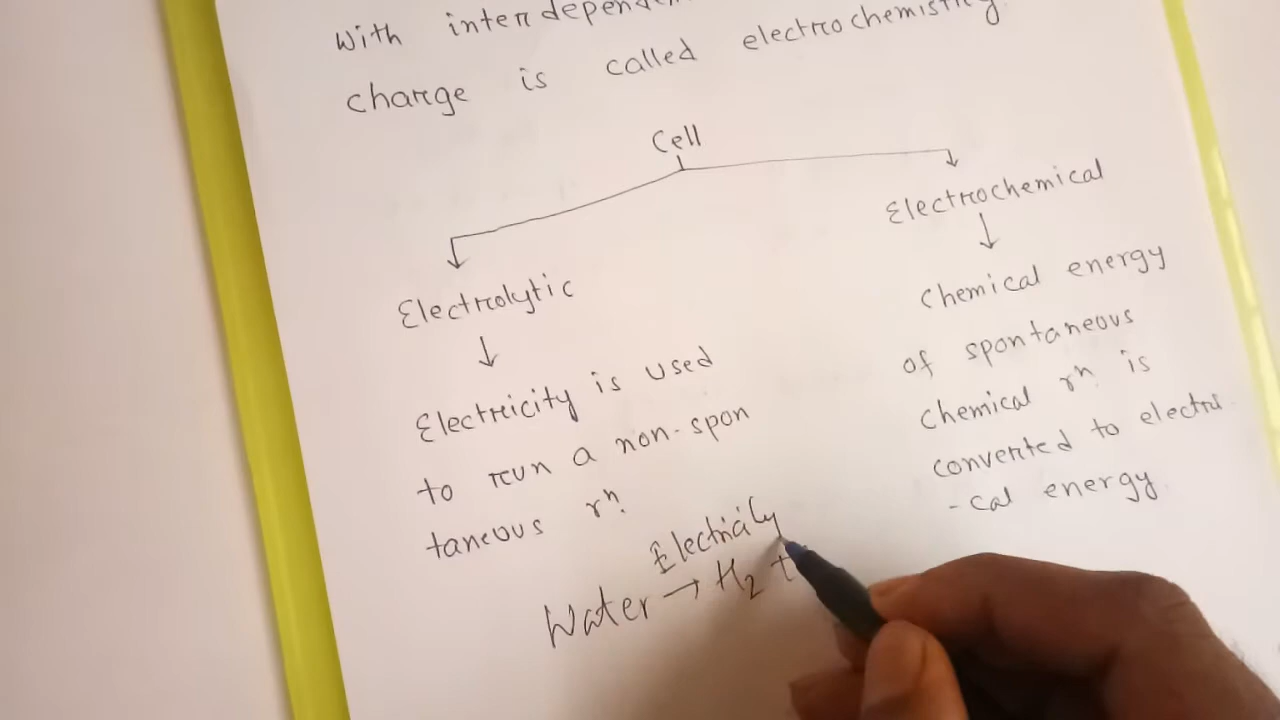 With
charge is called electrochemistry
Cell
Electrolytic
Electricity is used
to run a non-spon
taneous rn.
Electrochemical
Chemical energy
of spontaneous
chemical rn. is
converted to electri
-cal energy
Electricity
Water → H2 +